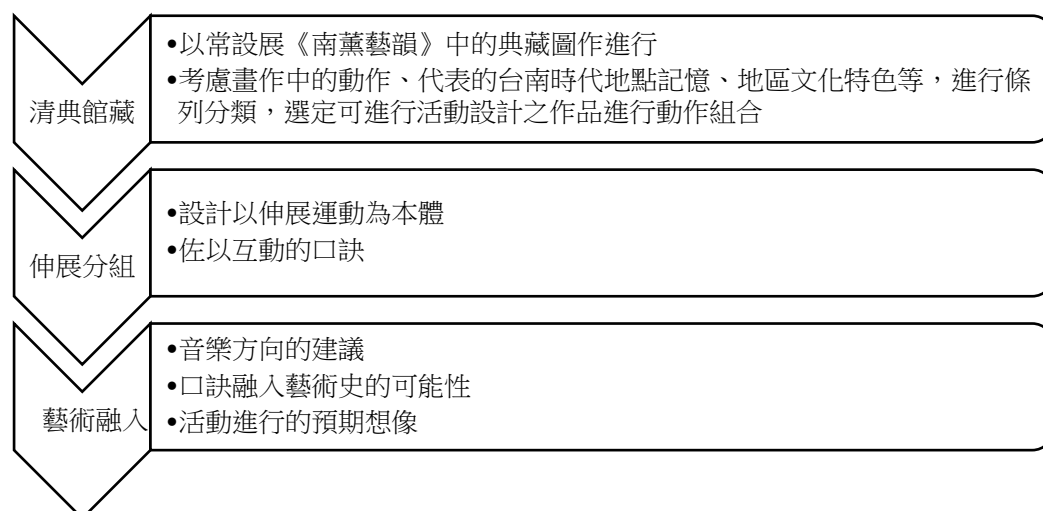 清典館藏
•以常設展《南薰藝韻》中的典藏圖作進行
•考慮畫作中的動作、代表的台南時代地點記憶、地區文化特色等，進行條
列分類，選定可進行活動設計之作品進行動作組合
伸展分組
•設計以伸展運動為本體
•佐以互動的口訣
藝術融入
•音樂方向的建議
•口訣融入藝術史的可能性
•活動進行的預期想像